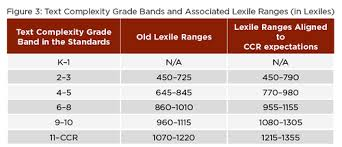 Figure 3: Text Complexity Grade Bands and Associated Lexile Ranges (in Lexiles)
Text Complexity Grade Band in the Standards | Old Lexile Ranges | Lexile Ranges Aligned to CCR expectations
K–1 | N/A | N/A
2–3 | 450–725 | 450–790
4–5 | 645–845 | 770–980
6–8 | 860–1010 | 955–1155
9–10 | 960–1115 | 1080–1305
11–CCR | 1070–1220 | 1215–1355